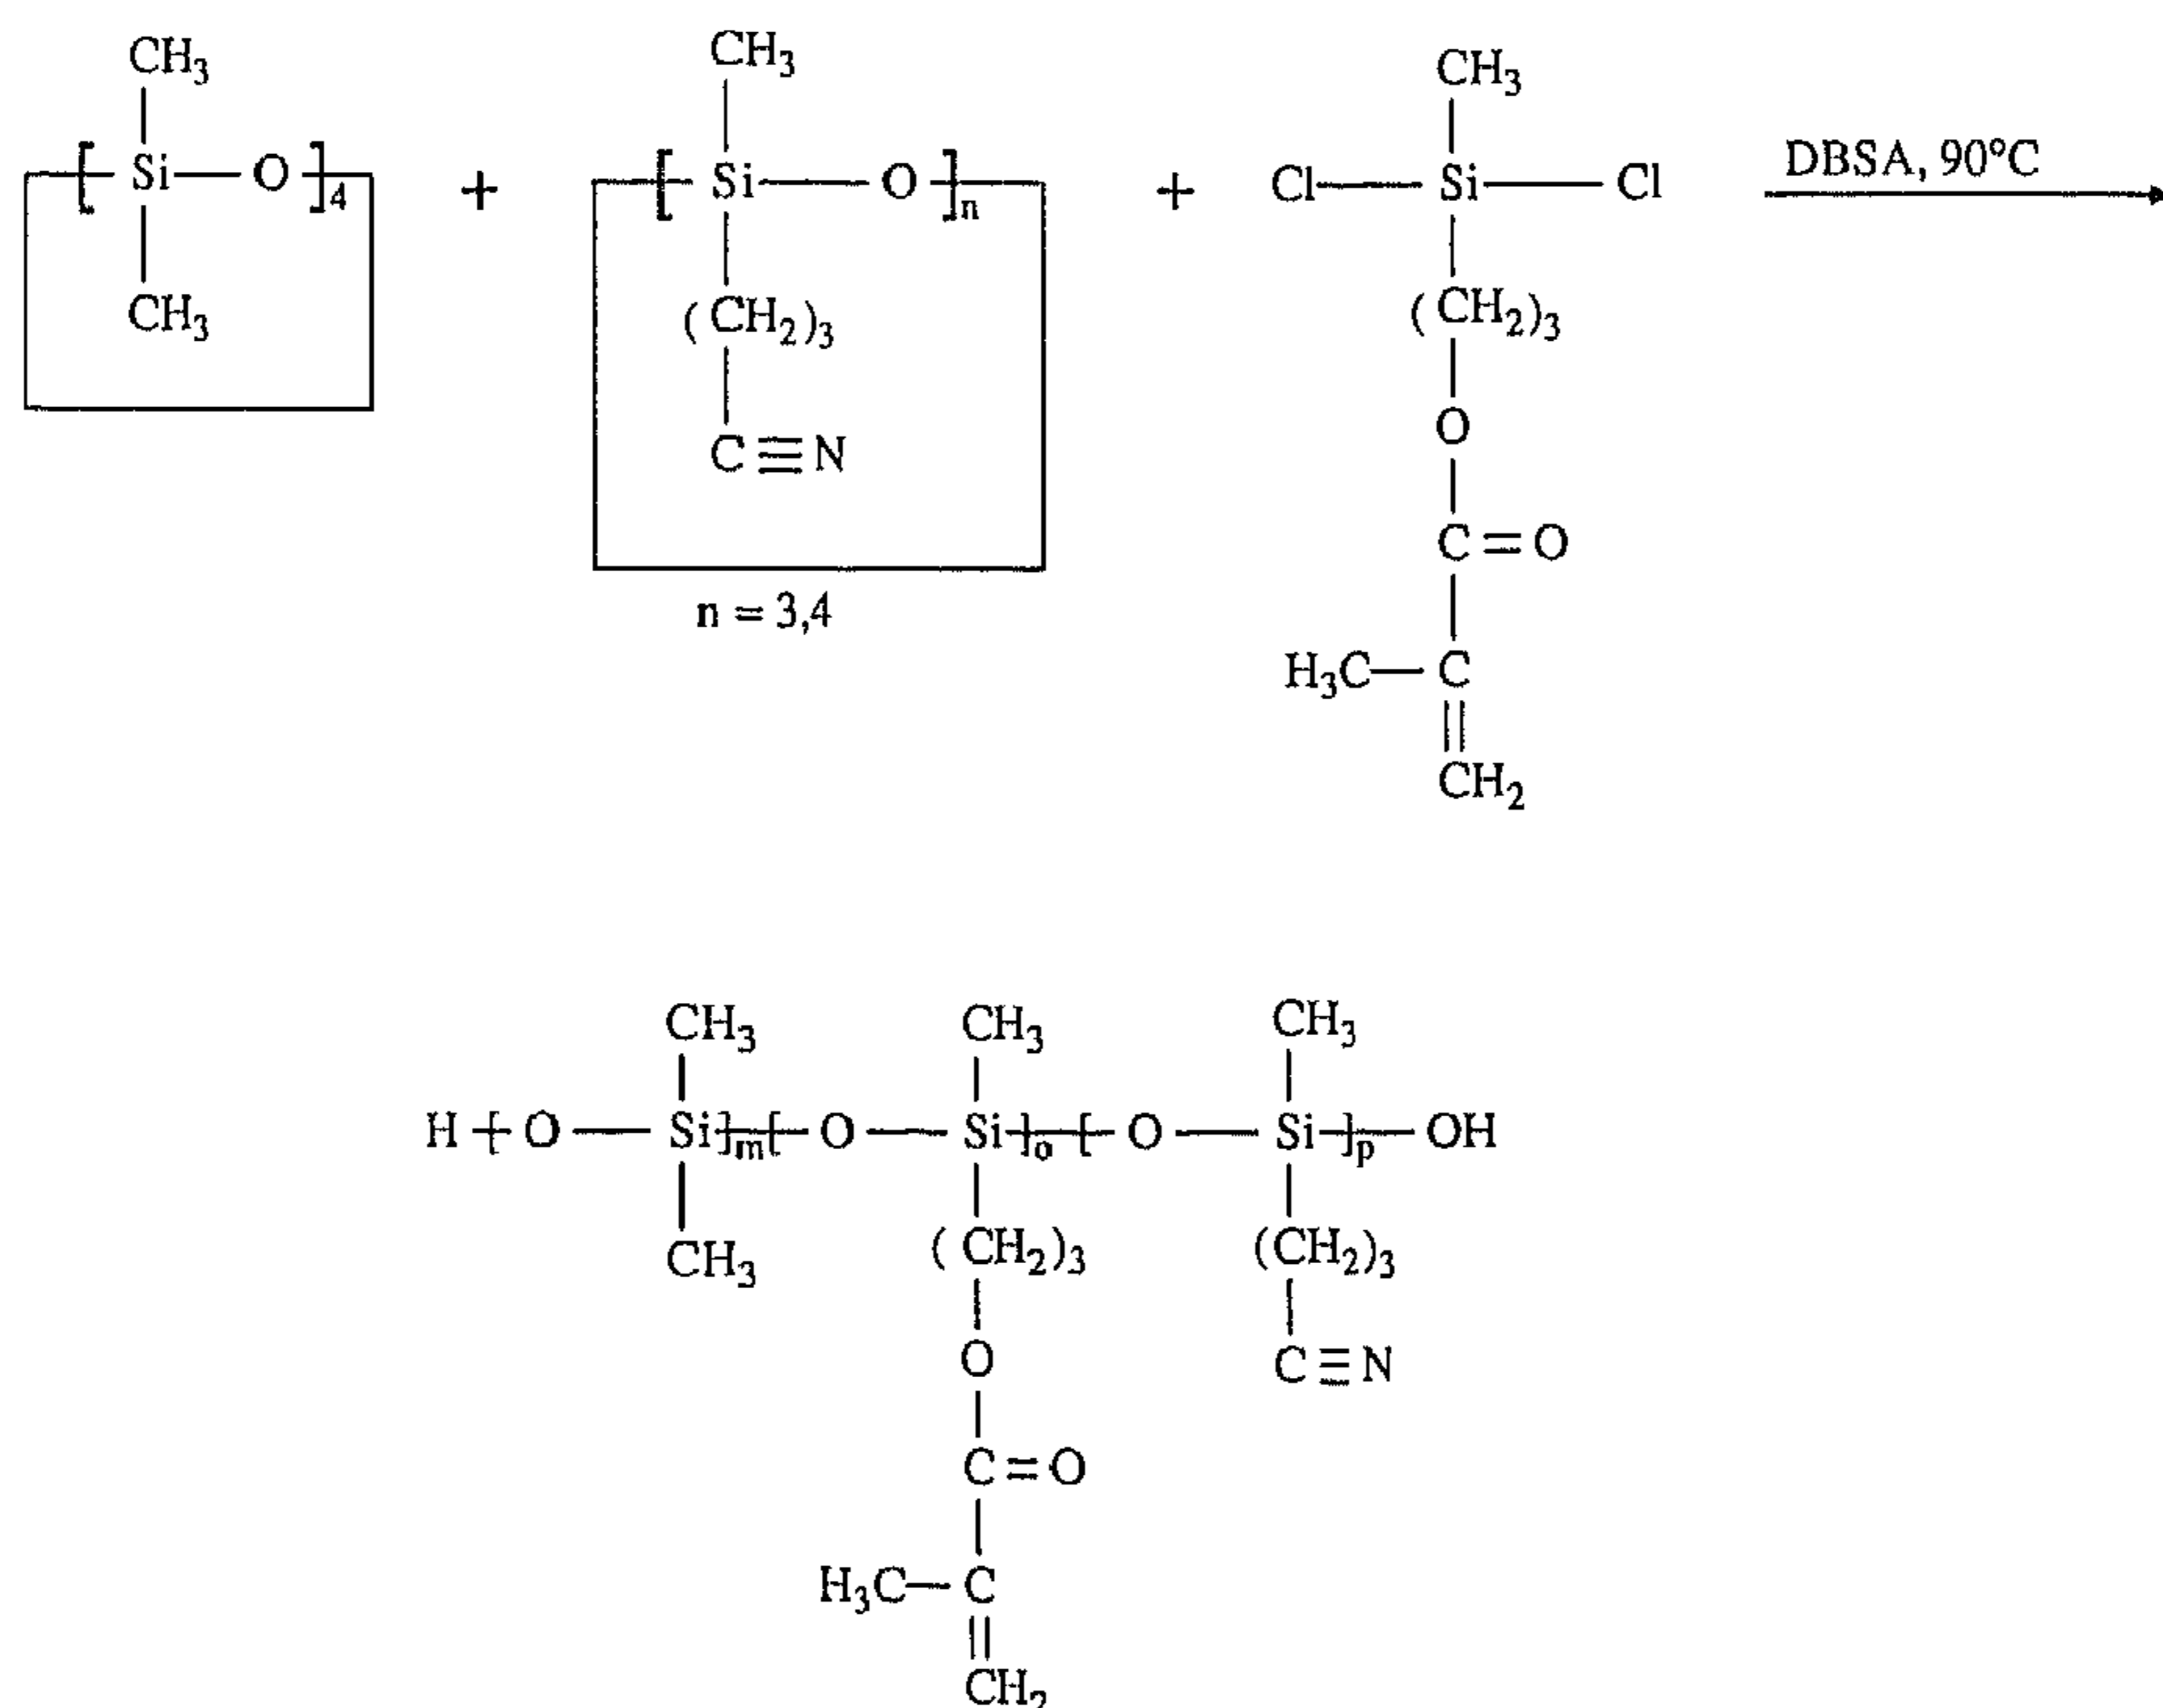 CH₃ CH₃ CH₃
[ Si — O ]₄ + [ Si — O ]ₙ + Cl — Si — Cl DBSA, 90°C
CH₃ ( CH₂ )₃ ( CH₂ )₃
O
C ≡ N
C = O
n = 3,4
H₃C — C
CH₂
CH₃ CH₃ CH₃
H [ O — Si ]ₘ [ O — Si ]ₒ [ O — Si ]ₚ OH
CH₃ ( CH₂ )₃ ( CH₂ )₃
O C ≡ N
C = O
H₃C — C
CH₂